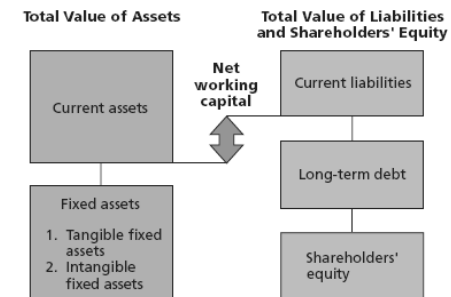 Total Value of Assets
Total Value of Liabilities
and Shareholders' Equity
Current assets
Net
working
capital
Current liabilities
Fixed assets
1. Tangible fixed
assets
2. Intangible
fixed assets
Long-term debt
Shareholders'
equity